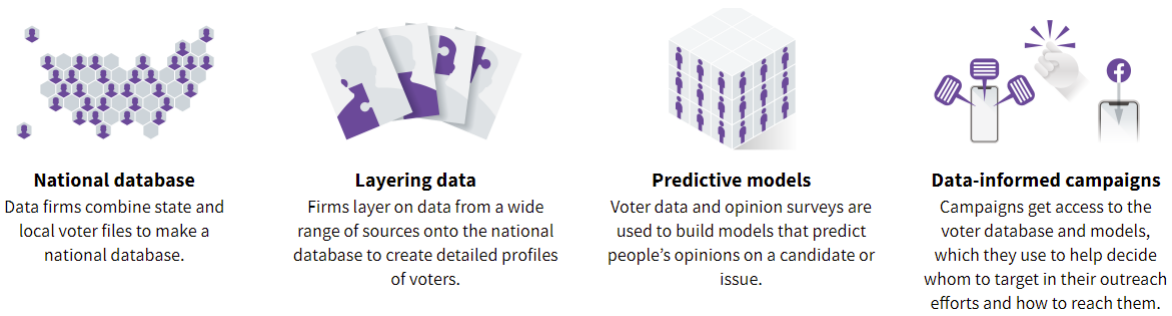 National database
Data firms combine state and
local voter files to make a
national database.
Layering data
Firms layer on data from a wide
range of sources onto the national
database to create detailed profiles
of voters.
Predictive models
Voter data and opinion surveys are
used to build models that predict
people’s opinions on a candidate or
issue.
Data-informed campaigns
Campaigns get access to the
voter database and models,
which they use to help decide
whom to target in their outreach
efforts and how to reach them.